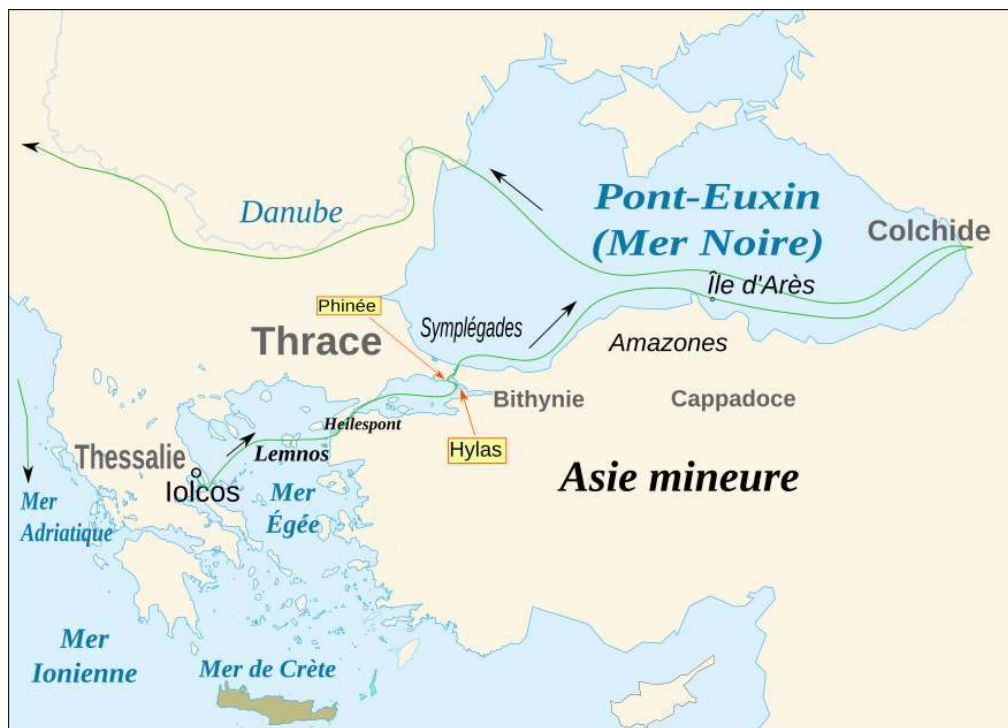 Danube
Pont-Euxin
(Mer Noire)
Colchide
Île d'Arès
Phinée
Symplégades
Thrace
Amazones
Bithynie
Cappadoce
Hellespont
Lemnos
Hylas
Thessalie
Iolcos
Asie mineure
Mer
Égée
Mer
Adriatique
Mer
Ionienne
Mer de Crète